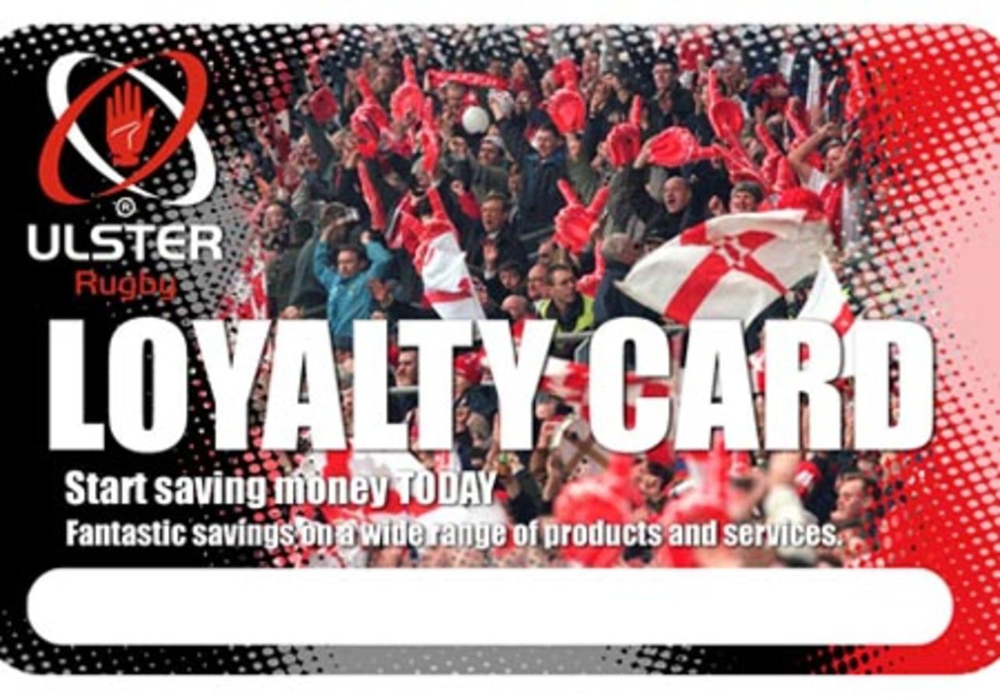 ®
ULSTER
Rugby
LOYALTY CARD
Start saving money TODAY
Fantastic savings on a wide range of products and services.